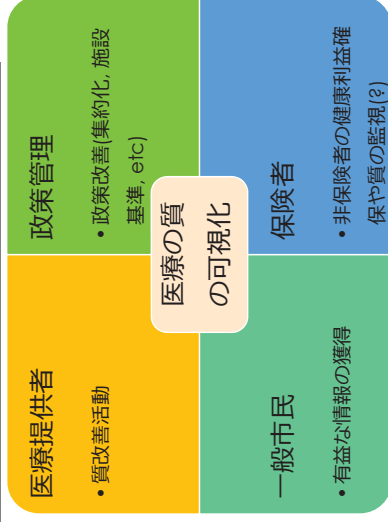 医療提供者
• 質改善活動
政策管理
• 政策改善(集約化, 施設
基準, etc)
医療の質
の可視化
一般市民
• 有益な情報の獲得
保険者
• 非保険者の健康利益確
保や質の監視(?)